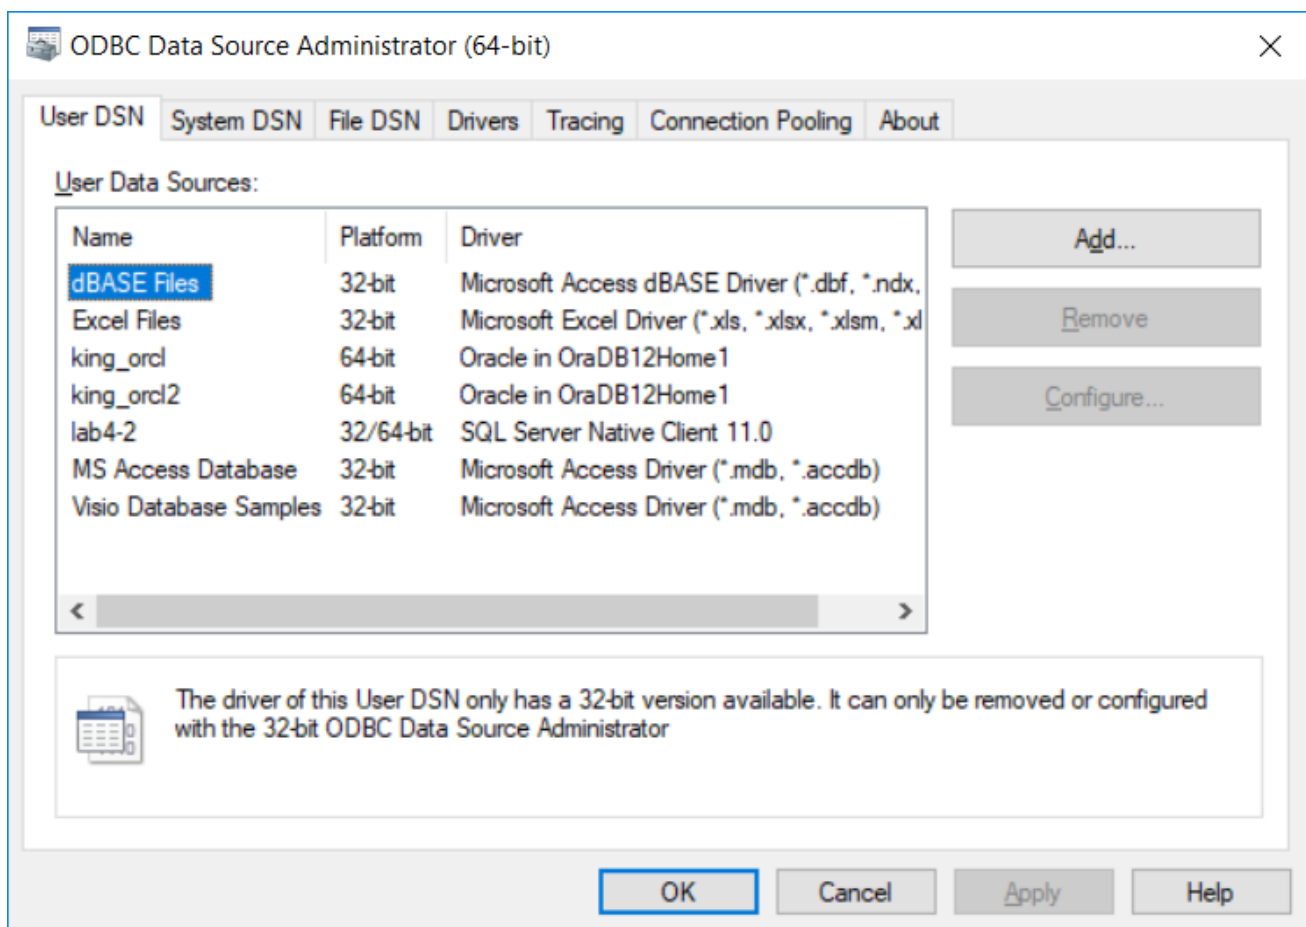 ODBC Data Source Administrator (64-bit)
User DSN System DSN File DSN Drivers Tracing Connection Pooling About
User Data Sources:
Name Platform Driver
dBASE Files 32-bit Microsoft Access dBASE Driver (*.dbf, *.ndx,
Excel Files 32-bit Microsoft Excel Driver (*.xls, *.xlsx, *.xlsm, *.xl
king_orcl 64-bit Oracle in OraDB12Home1
king_orcl2 64-bit Oracle in OraDB12Home1
lab4-2 32/64-bit SQL Server Native Client 11.0
MS Access Database 32-bit Microsoft Access Driver (*.mdb, *.accdb)
Visio Database Samples 32-bit Microsoft Access Driver (*.mdb, *.accdb)
Add...
Remove
Configure...
The driver of this User DSN only has a 32-bit version available. It can only be removed or configured
with the 32-bit ODBC Data Source Administrator
OK Cancel Apply Help